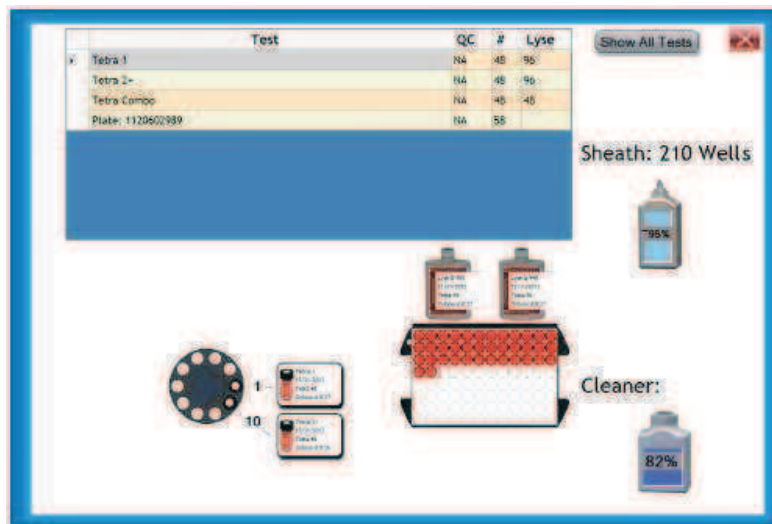 Test QC # Lyse
Tetra 1 NA 48 96
Tetra 2+ NA 48 96
Tetra Combo NA 48 48
Plate: 1120602989 NA 58
Show All Tests
Sheath: 210 Wells
95%
1
10
Cleaner:
82%